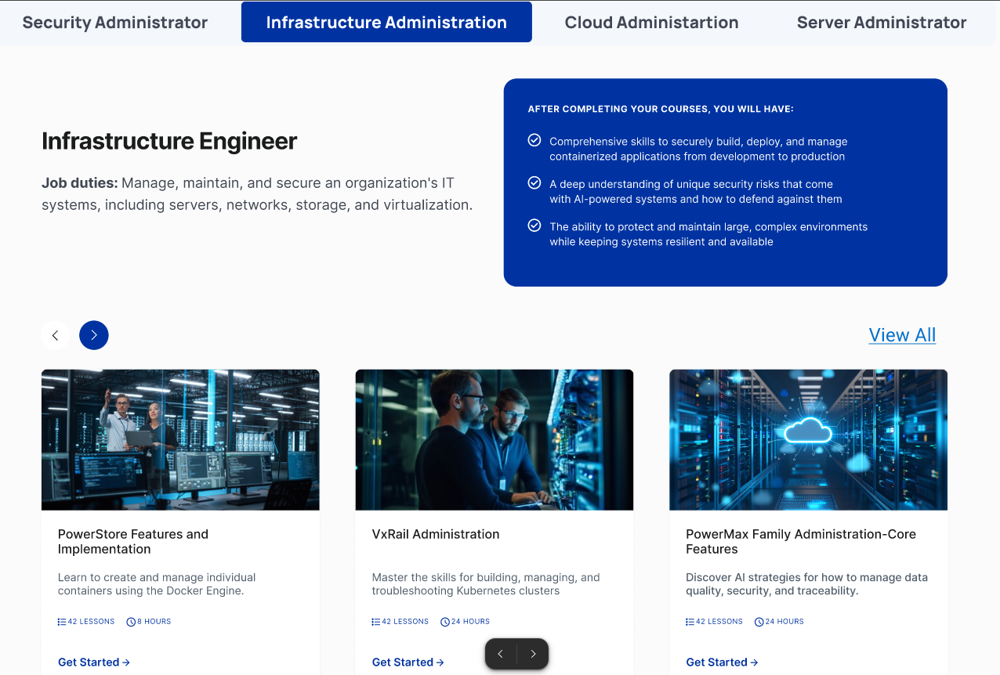 Security Administrator
Infrastructure Administration
Cloud Administartion
Server Administrator
Infrastructure Engineer
Job duties: Manage, maintain, and secure an organization's IT
systems, including servers, networks, storage, and virtualization.
AFTER COMPLETING YOUR COURSES, YOU WILL HAVE:
Comprehensive skills to securely build, deploy, and manage
containerized applications from development to production
A deep understanding of unique security risks that come
with AI-powered systems and how to defend against them
The ability to protect and maintain large, complex environments
while keeping systems resilient and available
View All
PowerStore Features and
Implementation
Learn to create and manage individual
containers using the Docker Engine.
42 LESSONS
8 HOURS
Get Started
VxRail Administration
Master the skills for building, managing, and
troubleshooting Kubernetes clusters
42 LESSONS
24 HOURS
Get Started
PowerMax Family Administration-Core
Features
Discover AI strategies for how to manage data
quality, security, and traceability.
42 LESSONS
24 HOURS
Get Started